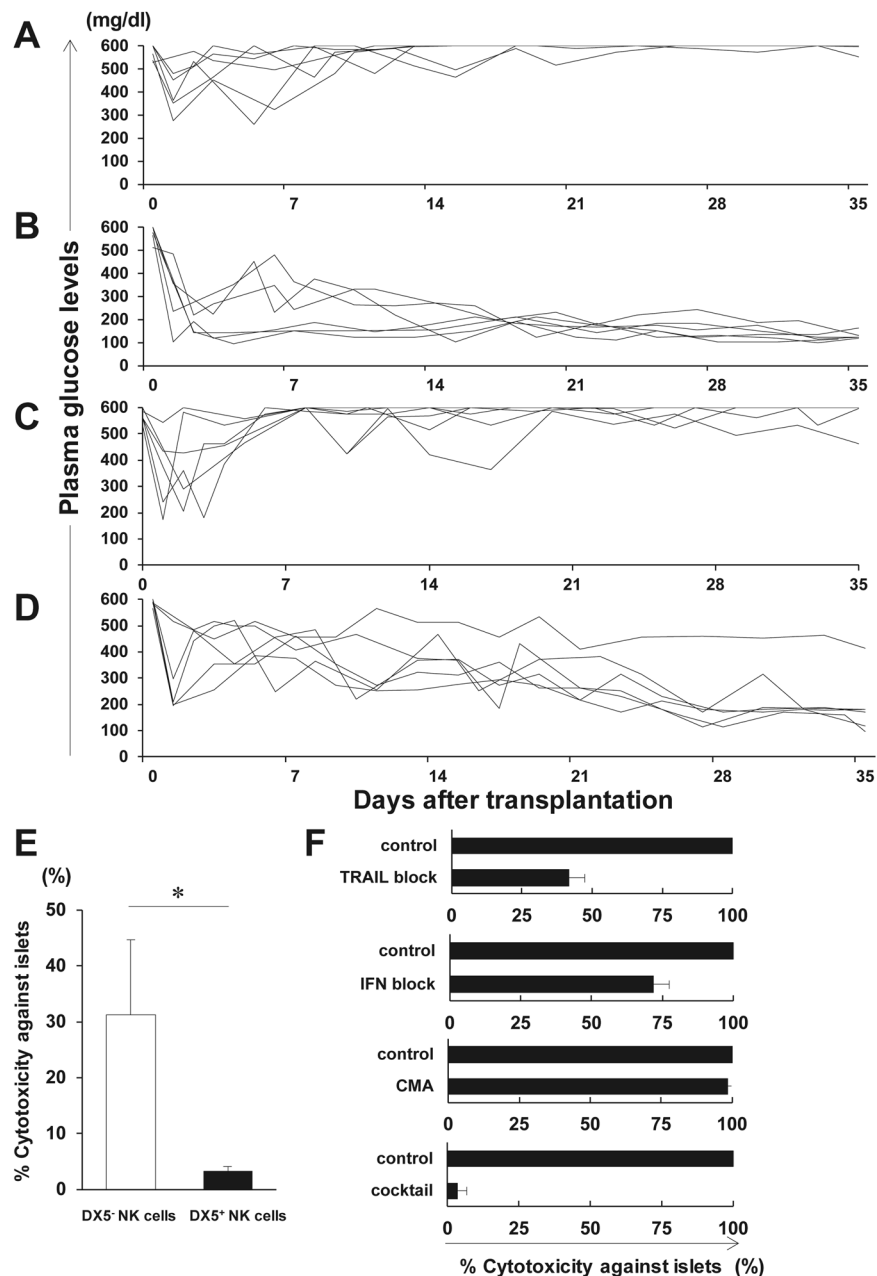 (mg/dl)
A
600
500
400
300
200
100
0
0 7 14 21 28 35
B
600
500
400
300
200
100
0
0 7 14 21 28 35
C
600
500
400
300
200
100
0
0 7 14 21 28 35
D
600
500
400
300
200
100
0
0 7 14 21 28 35
Plasma glucose levels
Days after transplantation
E
(%)
50
40
30
20
10
0
% Cytotoxicity against islets
*
DX5- NK cells DX5+ NK cells
F
control
TRAIL block
0 25 50 75 100
control
IFN block
0 25 50 75 100
control
CMA
0 25 50 75 100
control
cocktail
0 25 50 75 100
% Cytotoxicity against islets (%)